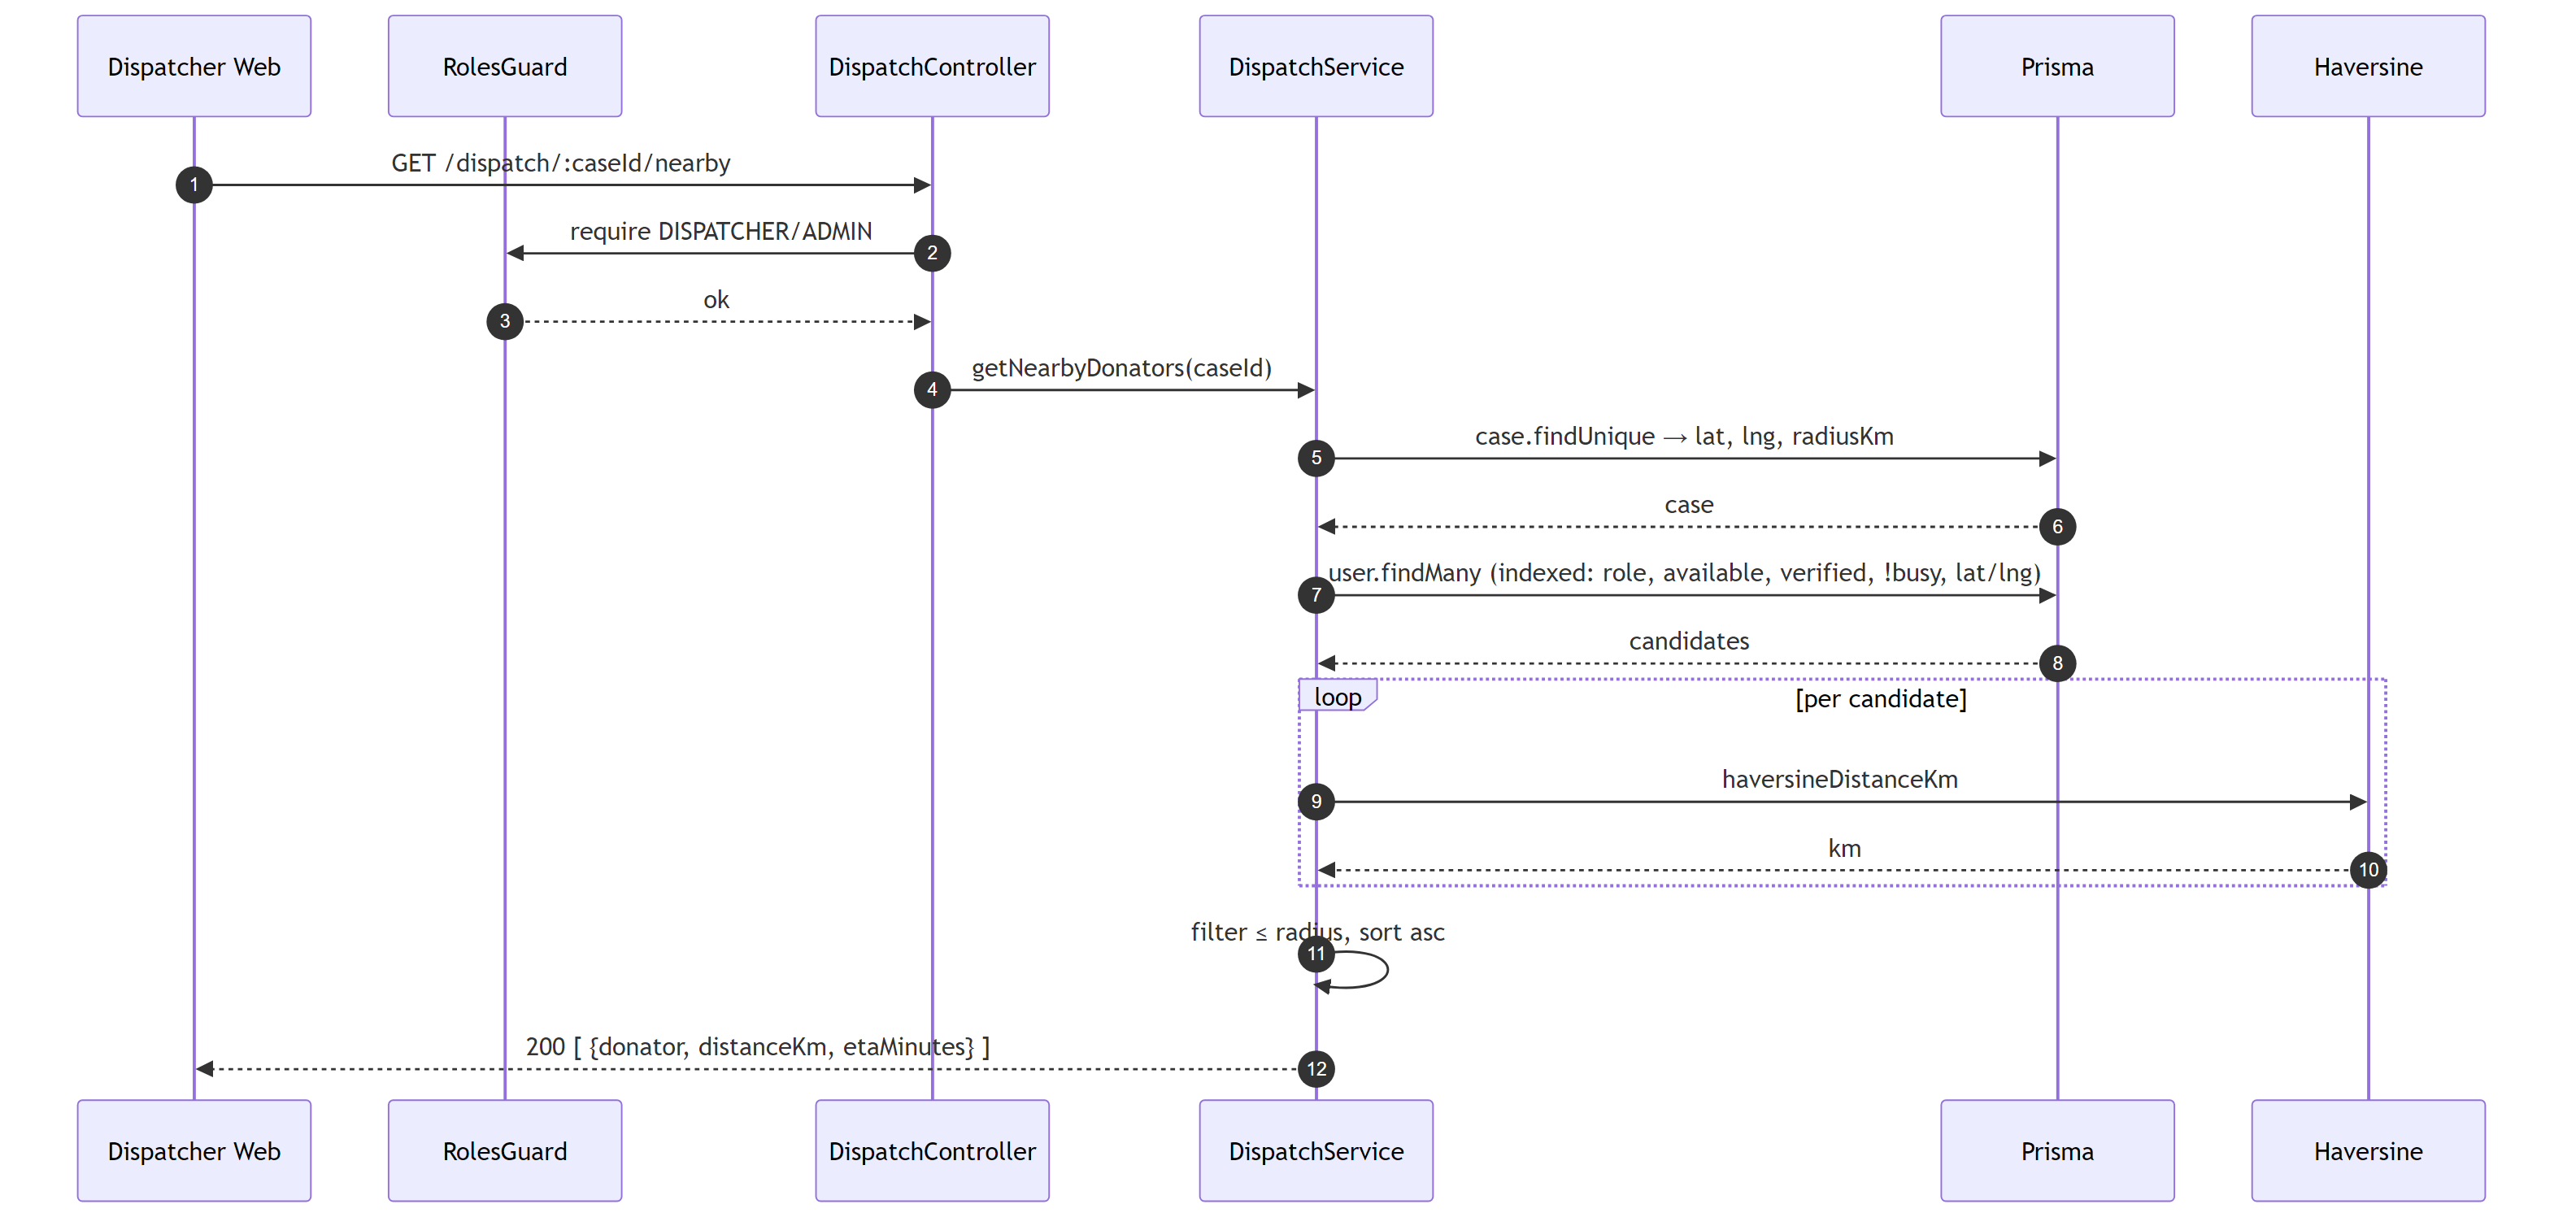 Dispatcher Web
RolesGuard
DispatchController
DispatchService
Prisma
Haversine
GET /dispatch/:caseId/nearby
1
require DISPATCHER/ADMIN
2
ok
3
getNearbyDonators(caseId)
4
case.findUnique → lat, lng, radiusKm
5
case
6
user.findMany (indexed: role, available, verified, !busy, lat/lng)
7
candidates
8
loop
[per candidate]
haversineDistanceKm
9
km
10
filter ≤ radius, sort asc
11
200 [ {donator, distanceKm, etaMinutes} ]
12
Dispatcher Web
RolesGuard
DispatchController
DispatchService
Prisma
Haversine